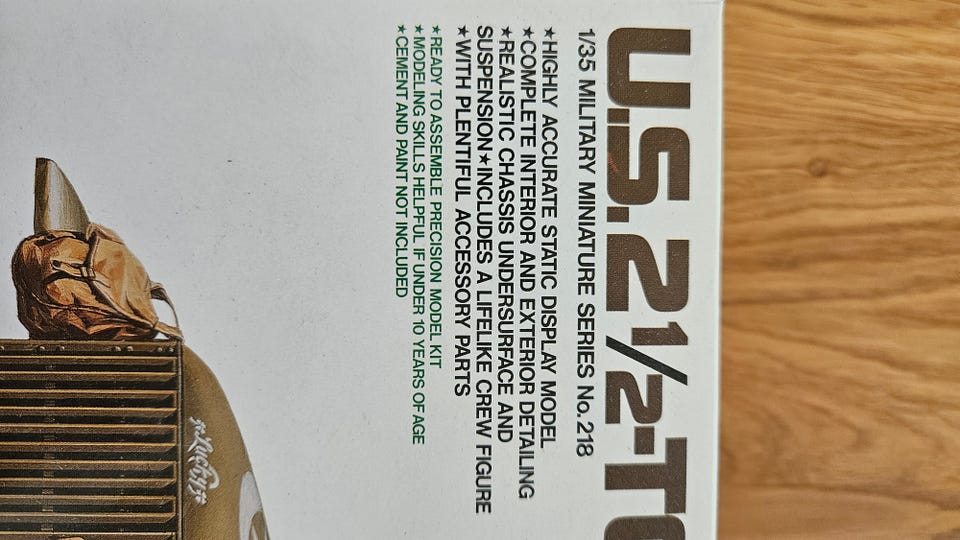 U.S. 2 1/2-T
1/35 MILITARY MINIATURE SERIES No. 218
★HIGHLY ACCURATE STATIC DISPLAY MODEL
★COMPLETE INTERIOR AND EXTERIOR DETAILING
★REALISTIC CHASSIS UNDERSURFACE AND
SUSPENSION★INCLUDES A LIFELIKE CREW FIGURE
★WITH PLENTIFUL ACCESSORY PARTS
★READY TO ASSEMBLE PRECISION MODEL KIT
★MODELING SKILLS HELPFUL IF UNDER 10 YEARS OF AGE
★CEMENT AND PAINT NOT INCLUDED
"Lucky"